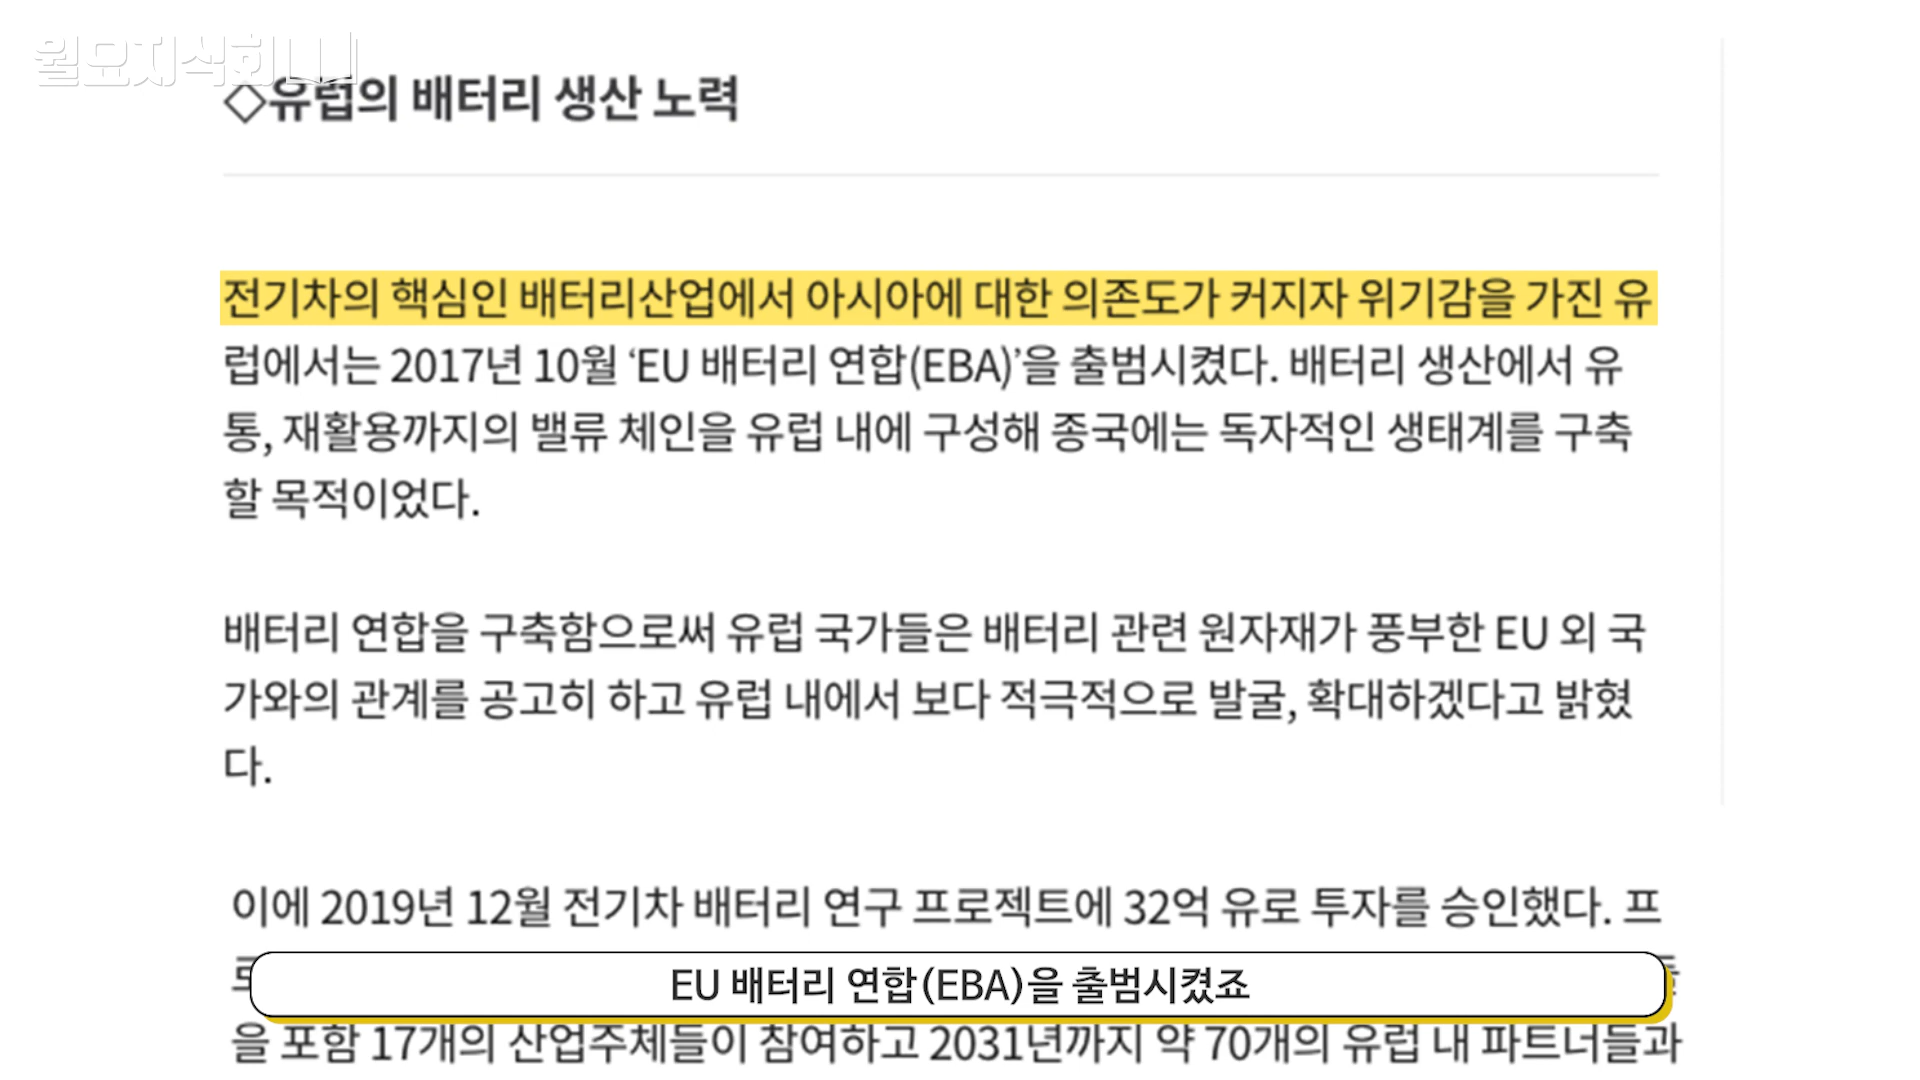 월요지식회
◇유럽의 배터리 생산 노력
전기차의 핵심인 배터리산업에서 아시아에 대한 의존도가 커지자 위기감을 가진 유
럽에서는 2017년 10월 ‘EU 배터리 연합(EBA)’을 출범시켰다. 배터리 생산에서 유
통, 재활용까지의 밸류 체인을 유럽 내에 구성해 종국에는 독자적인 생태계를 구축
할 목적이었다.
배터리 연합을 구축함으로써 유럽 국가들은 배터리 관련 원자재가 풍부한 EU 외 국
가와의 관계를 공고히 하고 유럽 내에서 보다 적극적으로 발굴, 확대하겠다고 밝혔
다.
이에 2019년 12월 전기차 배터리 연구 프로젝트에 32억 유로 투자를 승인했다. 프
EU 배터리 연합(EBA)을 출범시켰죠
을 포함 17개의 산업주체들이 참여하고 2031년까지 약 70개의 유럽 내 파트너들과